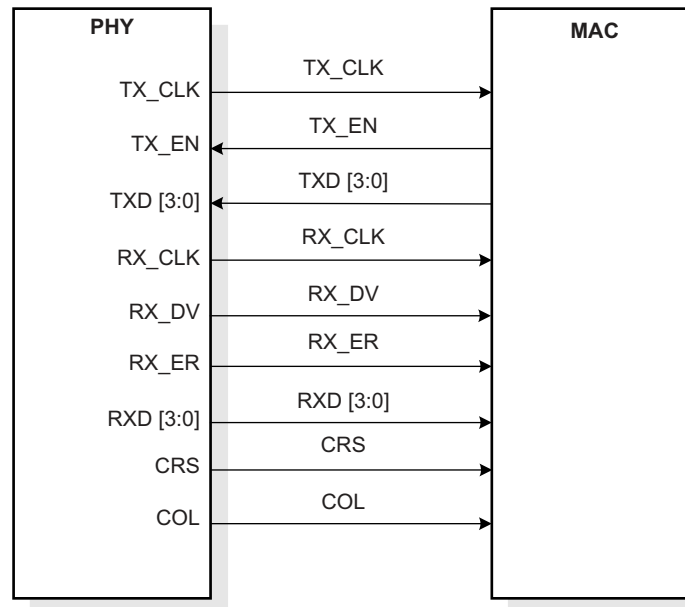 PHY
MAC
TX_CLK
TX_CLK
TX_EN
TX_EN
TXD [3:0]
TXD [3:0]
RX_CLK
RX_CLK
RX_DV
RX_DV
RX_ER
RX_ER
RXD [3:0]
RXD [3:0]
CRS
CRS
COL
COL